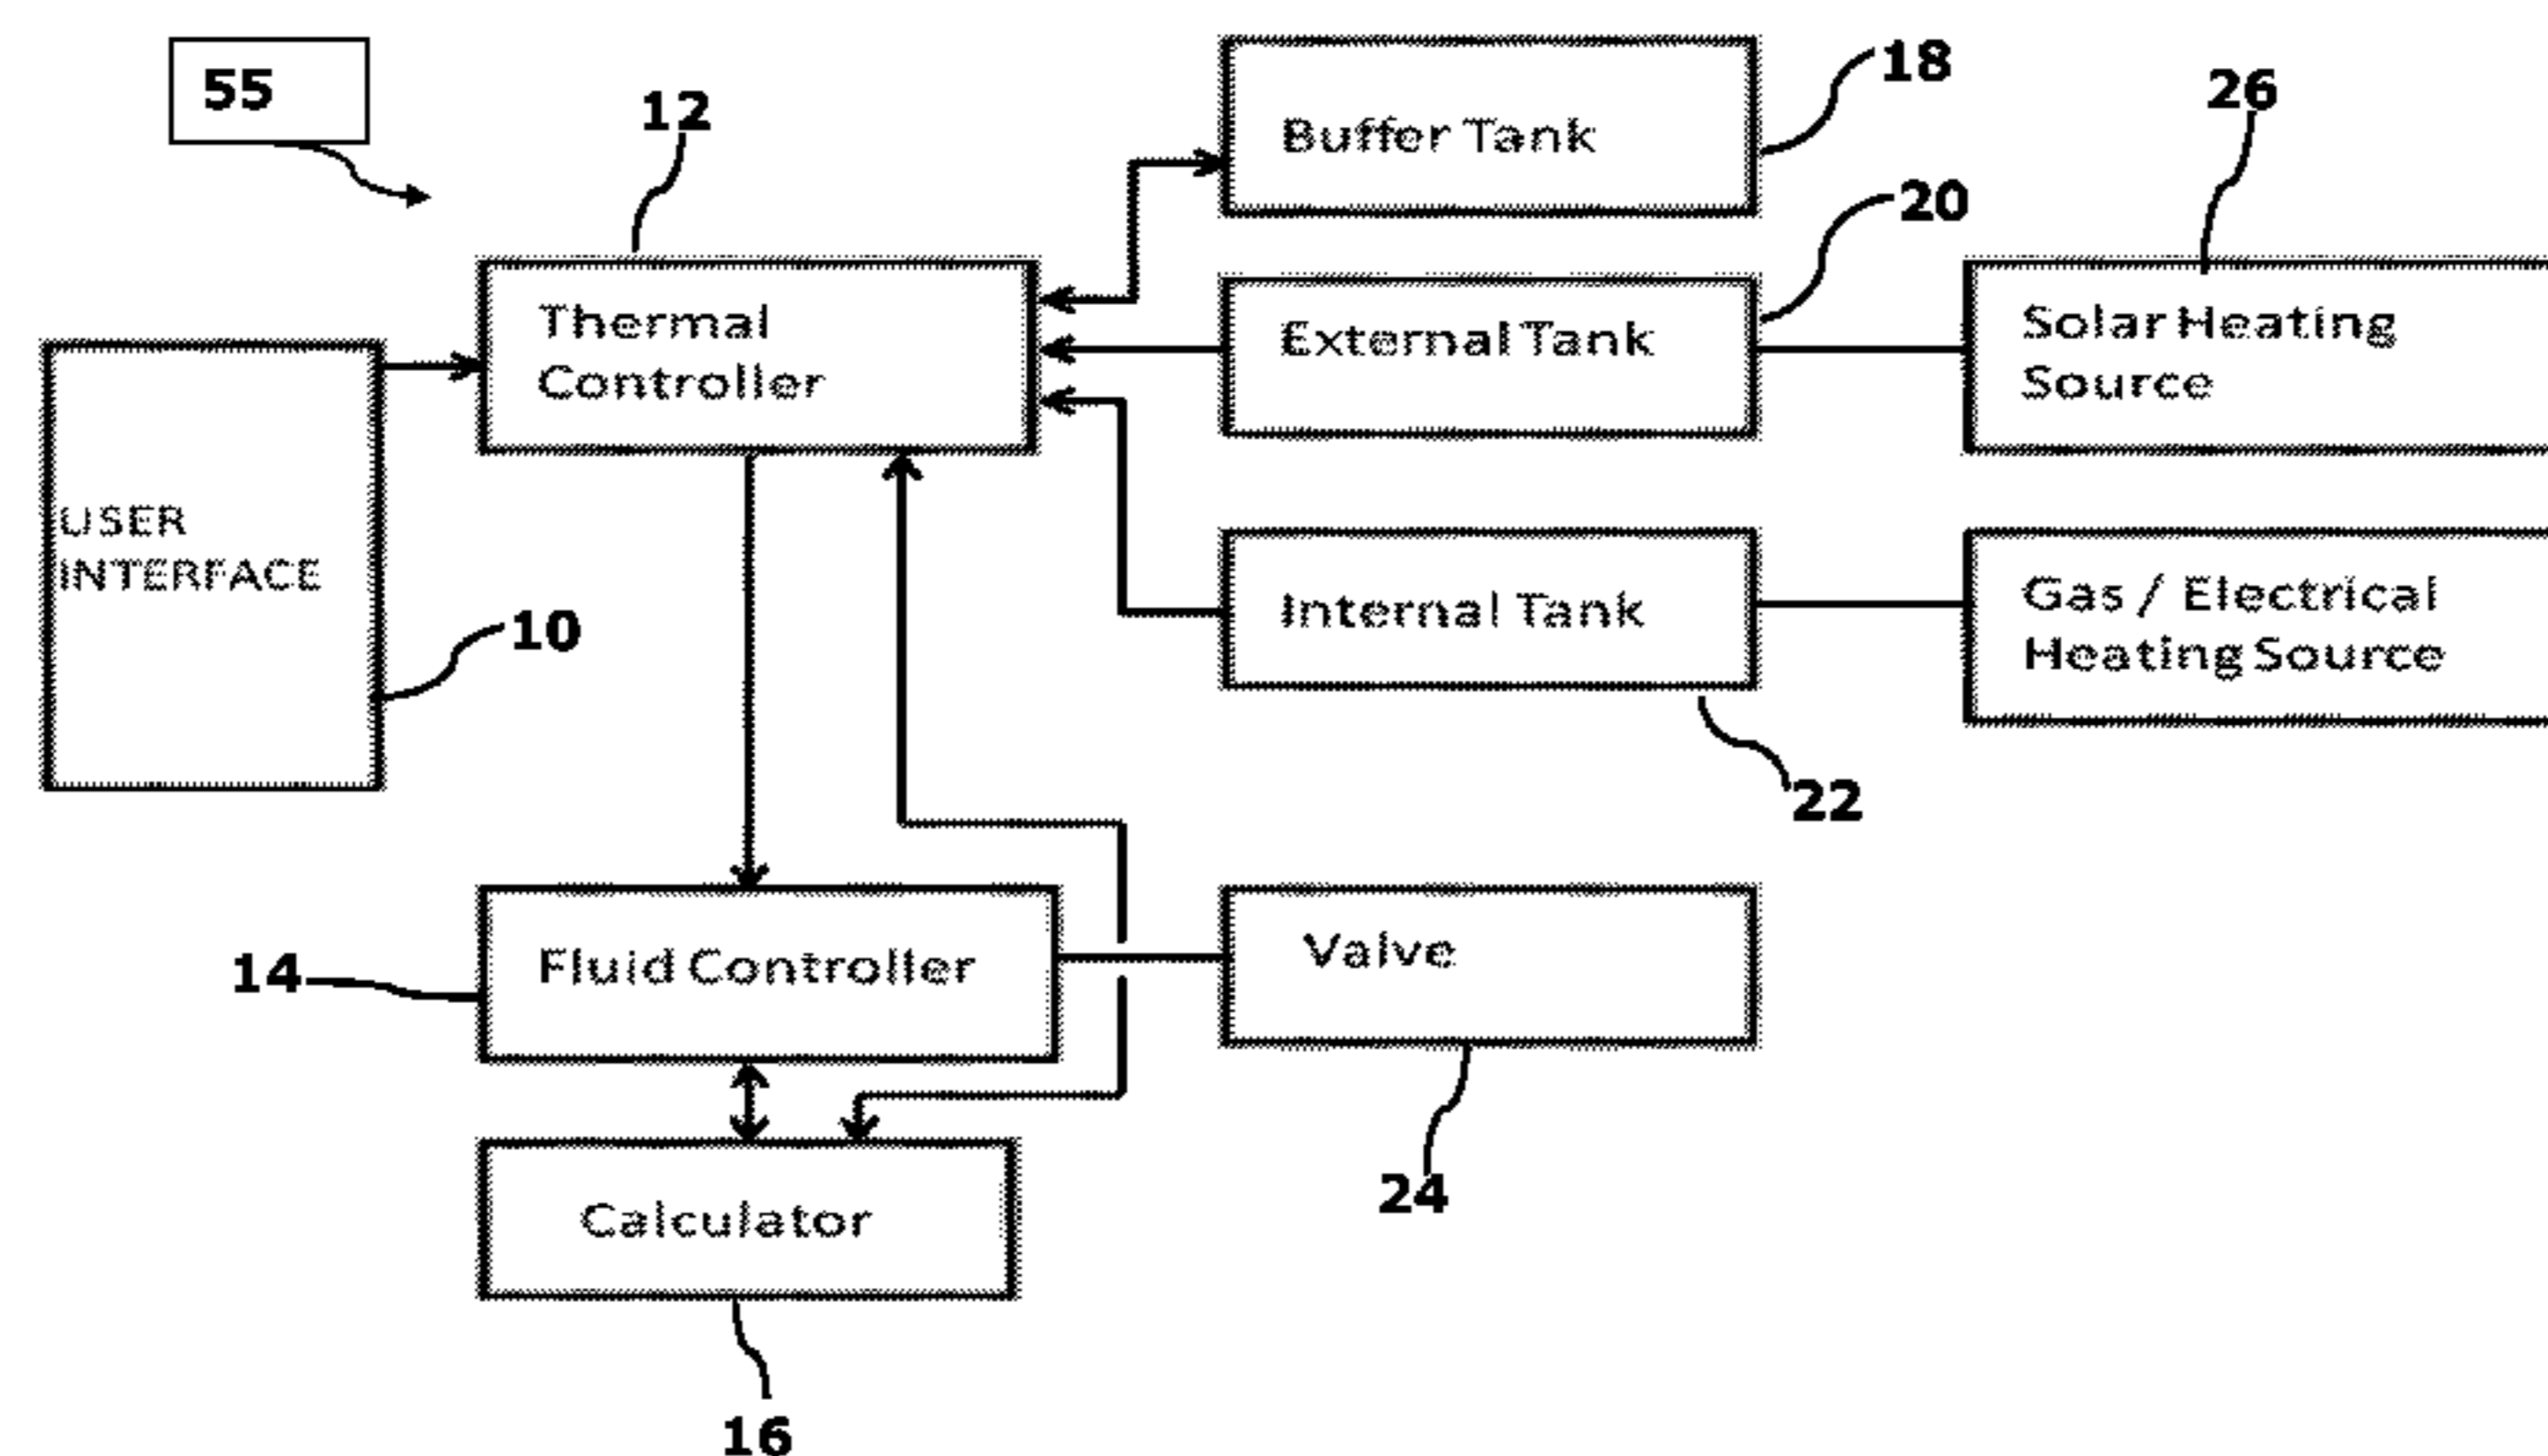 55
12
18
26
Buffer Tank
20
Thermal
Controller
External Tank
Solar Heating
Source
USER
INTERFACE
10
Internal Tank
Gas / Electrical
Heating Source
22
14
Fluid Controller
Valve
Calculator
24
16